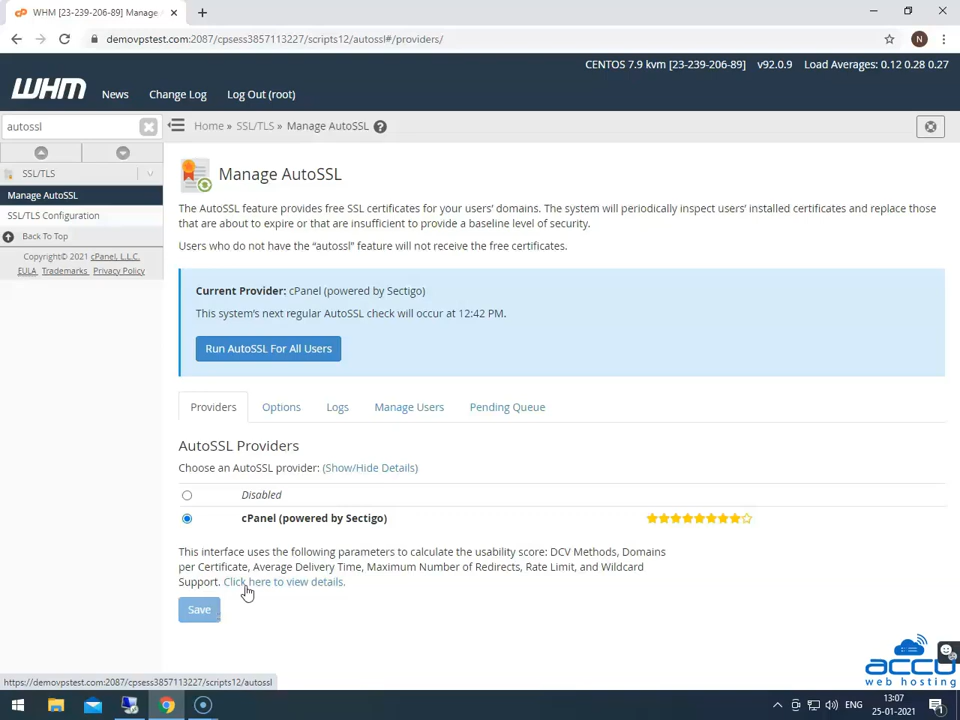 WHM [23-239-206-89] Manage A
demovpstest.com:2087/cpsess3857113227/scripts12/autossl#/providers/
N
CENTOS 7.9 kvm [23-239-206-89] v92.0.9 Load Averages: 0.12 0.28 0.27
WHM News Change Log Log Out (root)
autossl
Home » SSL/TLS » Manage AutoSSL
SSL/TLS
Manage AutoSSL
SSL/TLS Configuration
Back To Top
Copyright© 2021 cPanel, L.L.C.
EULA Trademarks Privacy Policy
Manage AutoSSL
The AutoSSL feature provides free SSL certificates for your users’ domains. The system will periodically inspect users’ installed certificates and replace those
that are about to expire or that are insufficient to provide a baseline level of security.
Users who do not have the “autossl” feature will not receive the free certificates.
Current Provider: cPanel (powered by Sectigo)
This system’s next regular AutoSSL check will occur at 12:42 PM.
Run AutoSSL For All Users
Providers Options Logs Manage Users Pending Queue
AutoSSL Providers
Choose an AutoSSL provider: (Show/Hide Details)
Disabled
cPanel (powered by Sectigo)
This interface uses the following parameters to calculate the usability score: DCV Methods, Domains
per Certificate, Average Delivery Time, Maximum Number of Redirects, Rate Limit, and Wildcard
Support. Click here to view details.
Save
accu
web hosting
https://demovpstest.com:2087/cpsess3857113227/scripts12/autossl
ENG
13:07
25-01-2021
1